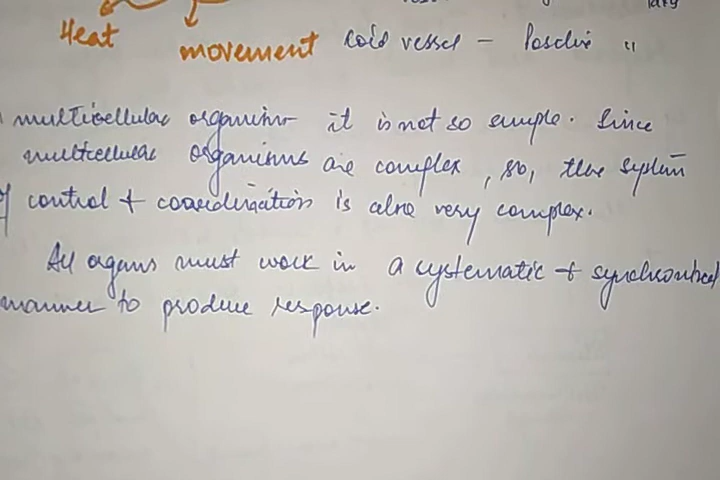 Heat movement cold vessel - Positive "
multicellular organism it is not so simple. Since
multicellular organisms are complex, so, the system
of control + coordination is also very complex.
All organs must work in a systematic + synchronized
manner to produce response.